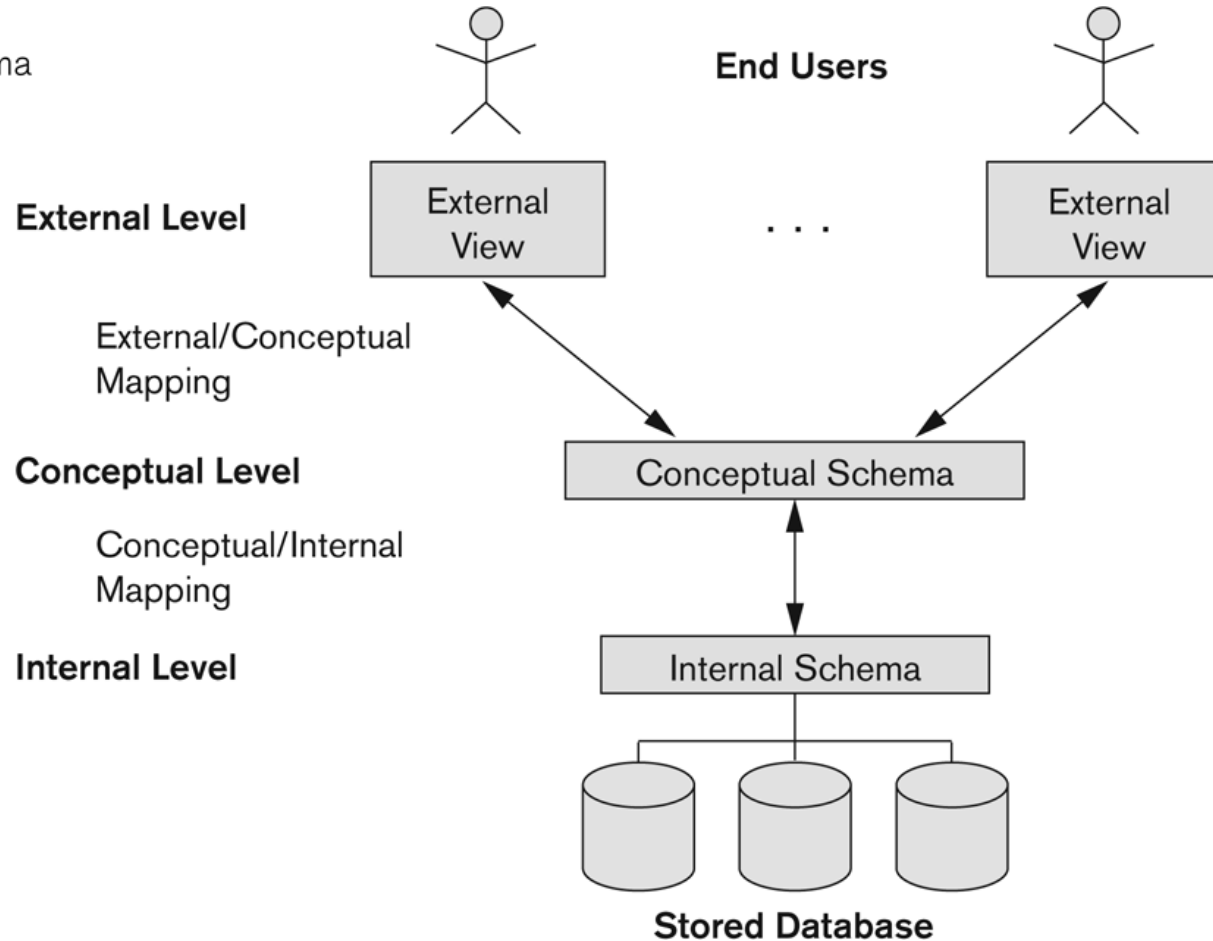 End Users
External
View
External Level
. . .
External
View
External/Conceptual
Mapping
Conceptual Level
Conceptual Schema
Conceptual/Internal
Mapping
Internal Level
Internal Schema
Stored Database